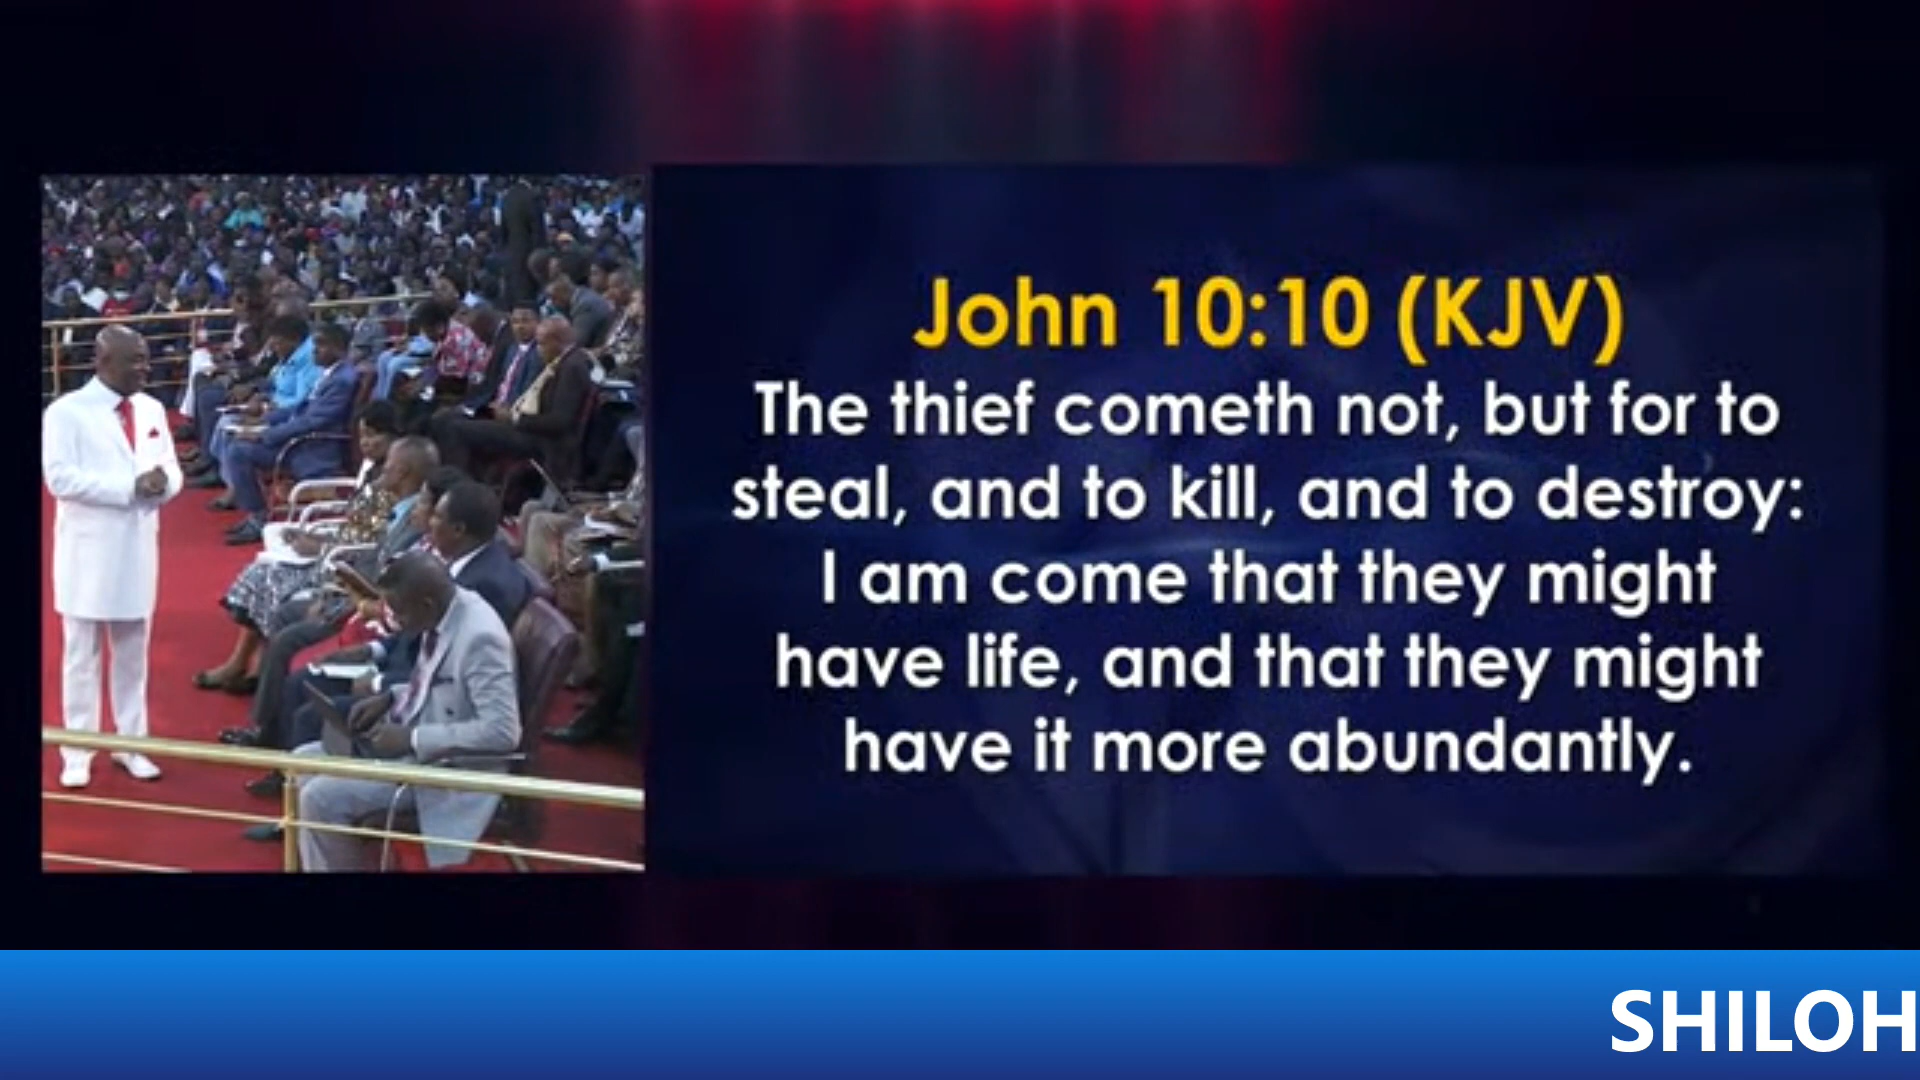 John 10:10 (KJV)
The thief cometh not, but for to
steal, and to kill, and to destroy:
I am come that they might
have life, and that they might
have it more abundantly.
SHILOH